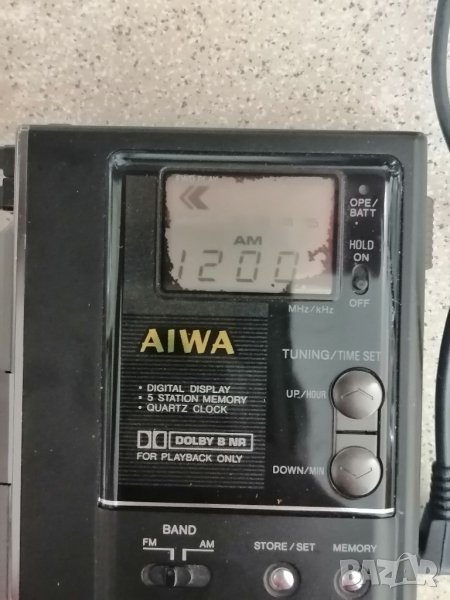 OPE/
BATT
HOLD
ON
OFF
AM
1200
MHz/kHz
AIWA
TUNING/TIME SET
• DIGITAL DISPLAY
• 5 STATION MEMORY
• QUARTZ CLOCK
UP/HOUR
DOLBY B NR
FOR PLAYBACK ONLY
DOWN/MIN
BAND
FM AM
STORE/SET
MEMORY
BAZAR